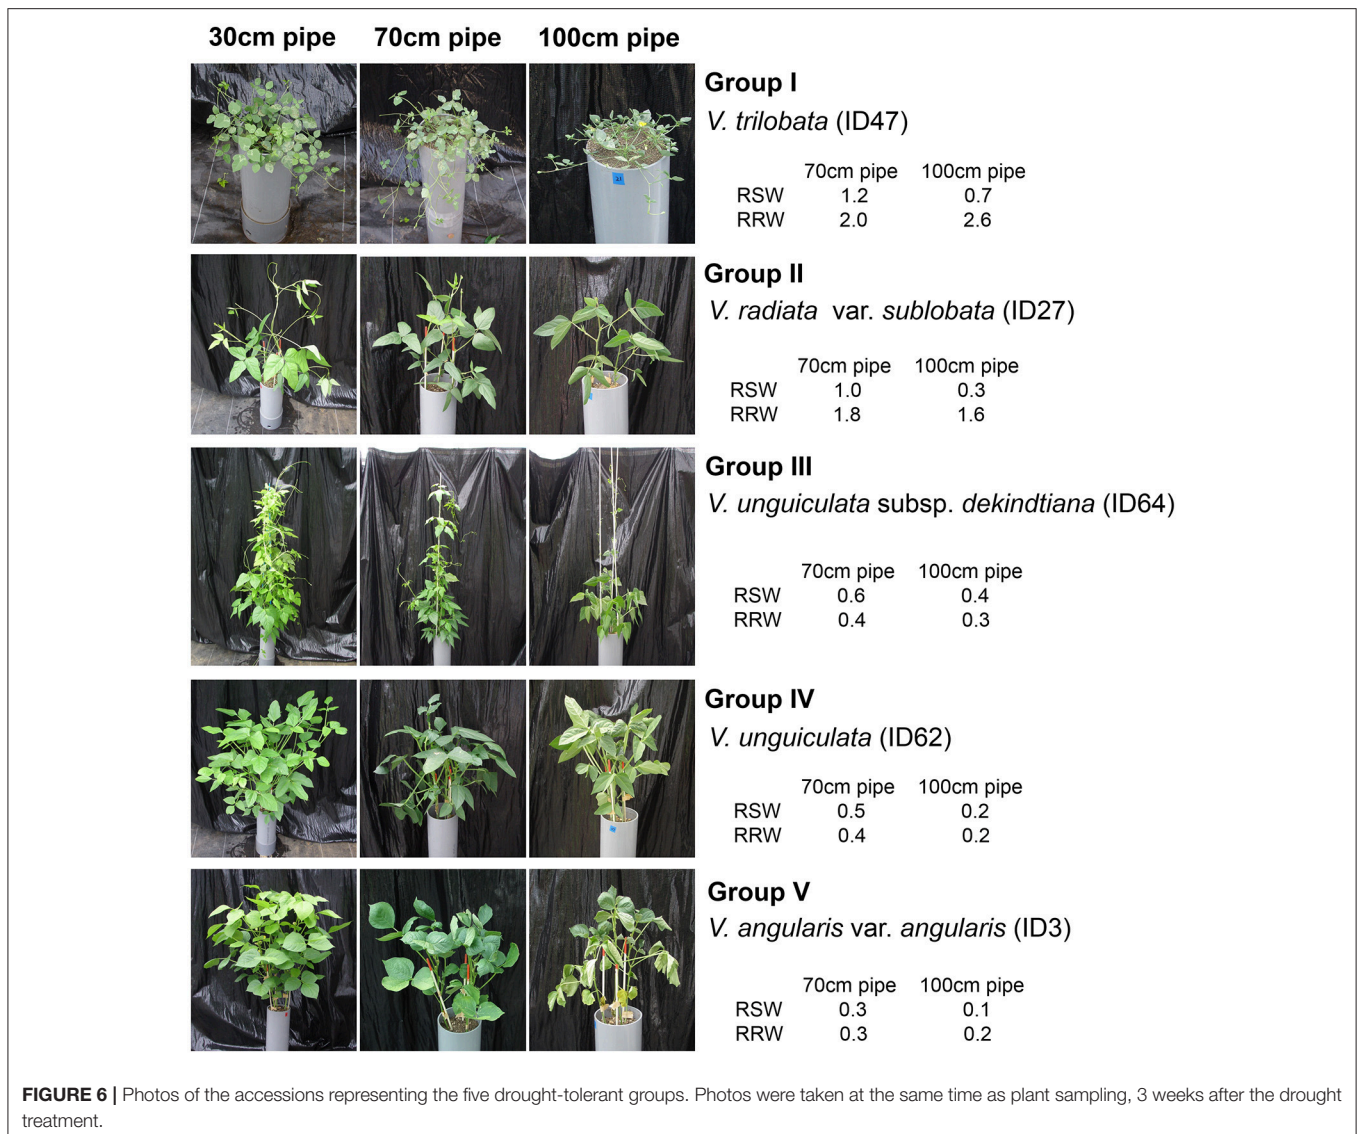 30cm pipe 70cm pipe 100cm pipe
Group I
V. trilobata (ID47)
70cm pipe 100cm pipe
RSW 1.2 0.7
RRW 2.0 2.6
Group II
V. radiata var. sublobata (ID27)
70cm pipe 100cm pipe
RSW 1.0 0.3
RRW 1.8 1.6
Group III
V. unguiculata subsp. dekindtiana (ID64)
70cm pipe 100cm pipe
RSW 0.6 0.4
RRW 0.4 0.3
Group IV
V. unguiculata (ID62)
70cm pipe 100cm pipe
RSW 0.5 0.2
RRW 0.4 0.2
Group V
V. angularis var. angularis (ID3)
70cm pipe 100cm pipe
RSW 0.3 0.1
RRW 0.3 0.2
FIGURE 6 | Photos of the accessions representing the five drought-tolerant groups. Photos were taken at the same time as plant sampling, 3 weeks after the drought
treatment.